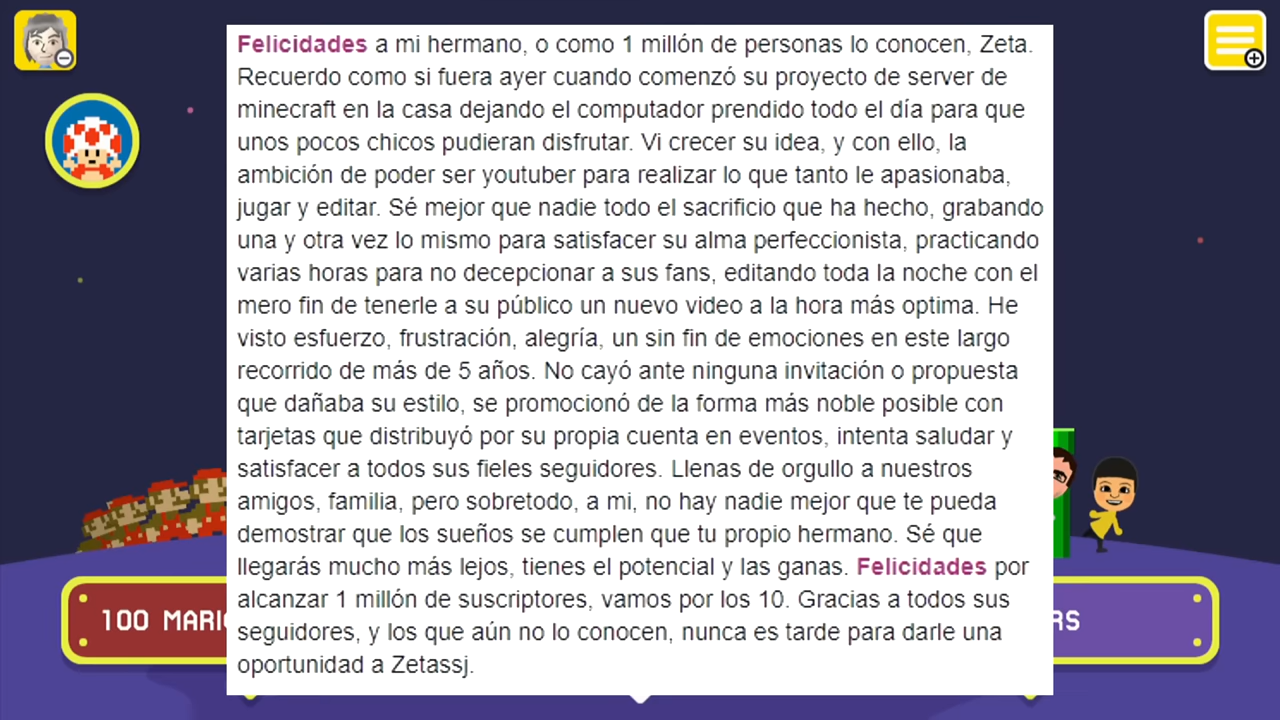 Felicidades a mi hermano, o como 1 millón de personas lo conocen, Zeta.
Recuerdo como si fuera ayer cuando comenzó su proyecto de server de
minecraft en la casa dejando el computador prendido todo el día para que
unos pocos chicos pudieran disfrutar. Vi crecer su idea, y con ello, la
ambición de poder ser youtuber para realizar lo que tanto le apasionaba,
jugar y editar. Sé mejor que nadie todo el sacrificio que ha hecho, grabando
una y otra vez lo mismo para satisfacer su alma perfeccionista, practicando
varias horas para no decepcionar a sus fans, editando toda la noche con el
mero fin de tenerle a su público un nuevo video a la hora más optima. He
visto esfuerzo, frustración, alegría, un sin fin de emociones en este largo
recorrido de más de 5 años. No cayó ante ninguna invitación o propuesta
que dañaba su estilo, se promocionó de la forma más noble posible con
tarjetas que distribuyó por su propia cuenta en eventos, intenta saludar y
satisfacer a todos sus fieles seguidores. Llenas de orgullo a nuestros
amigos, familia, pero sobretodo, a mi, no hay nadie mejor que te pueda
demostrar que los sueños se cumplen que tu propio hermano. Sé que
llegarás mucho más lejos, tienes el potencial y las ganas. Felicidades por
alcanzar 1 millón de suscriptores, vamos por los 10. Gracias a todos sus
seguidores, y los que aún no lo conocen, nunca es tarde para darle una
oportunidad a Zetassj.
100 MARI
RS